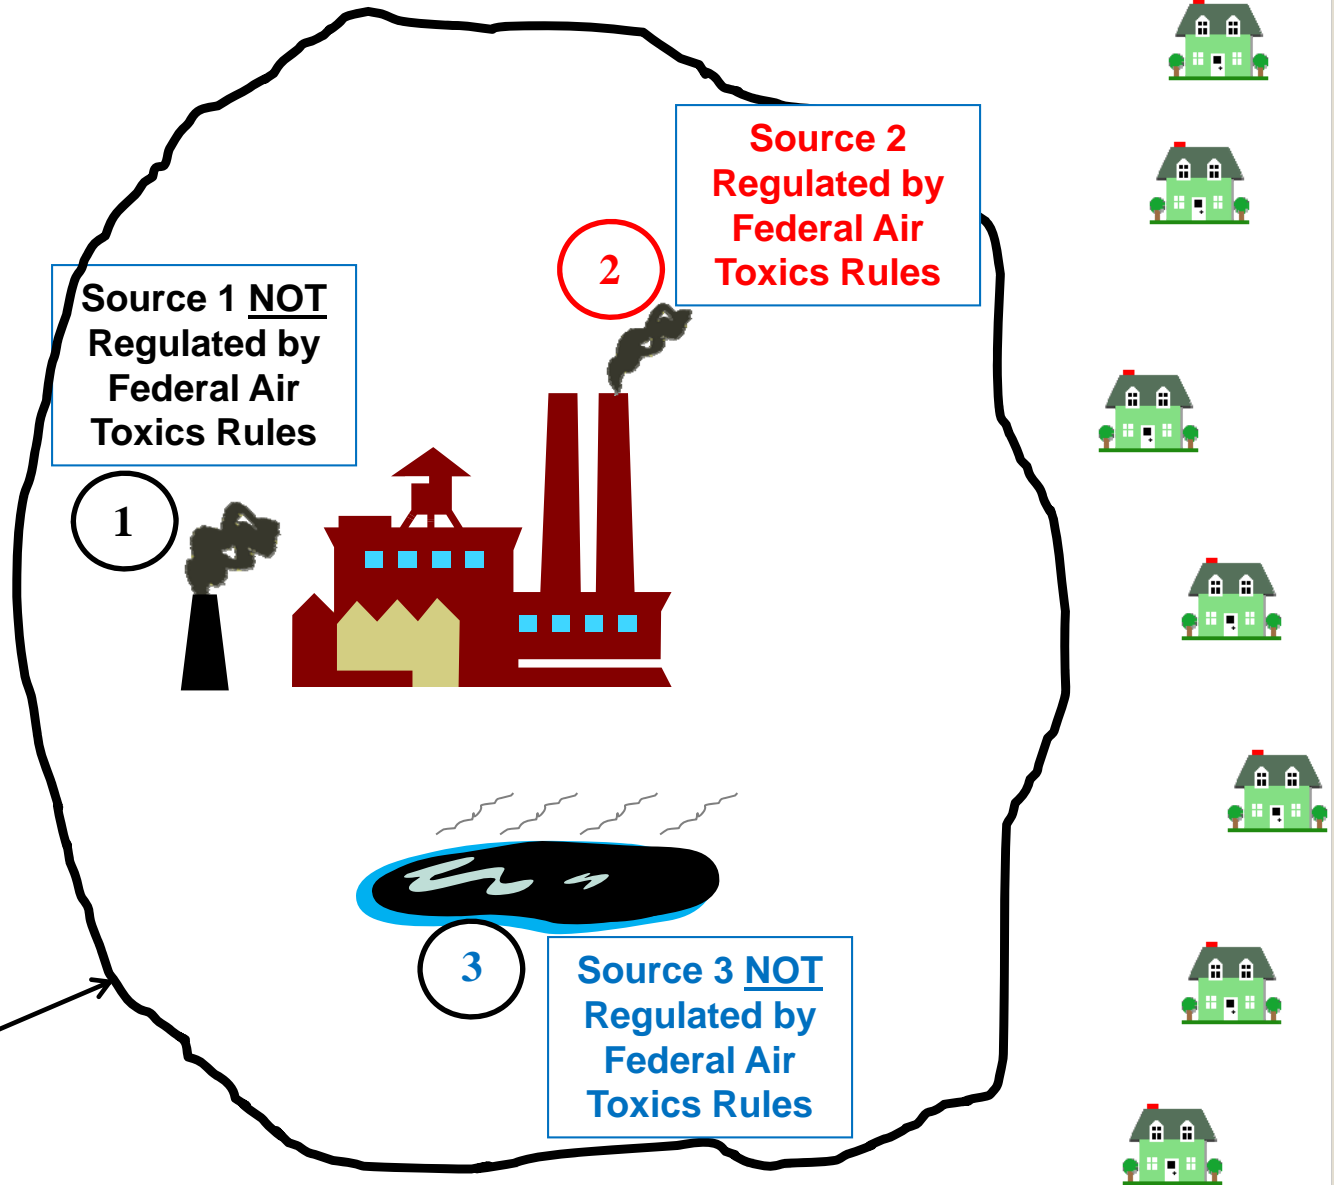 Source 2
Regulated by
Federal Air
Toxics Rules
2
Source 1 NOT
Regulated by
Federal Air
Toxics Rules
1
3
Source 3 NOT
Regulated by
Federal Air
Toxics Rules